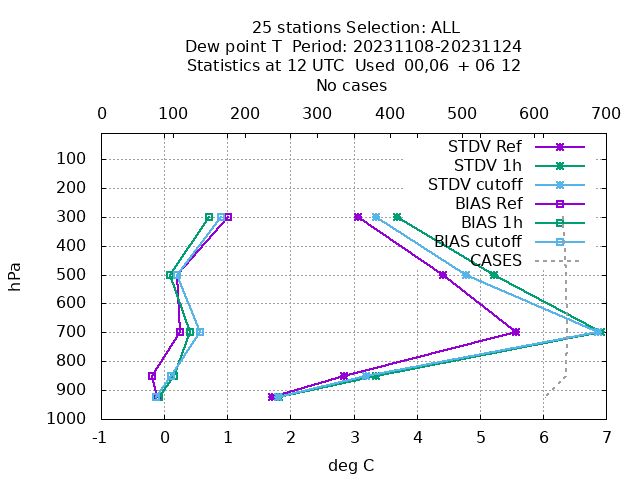 25 stations Selection: ALL
Dew point T  Period: 20231108-20231124
Statistics at 12 UTC  Used  00,06  + 06 12
No cases
0 100 200 300 400 500 600 700
STDV Ref
STDV 1h
STDV cutoff
BIAS Ref
BIAS 1h
BIAS cutoff
CASES
100
200
300
400
500
600
700
800
900
1000
hPa
-1 0 1 2 3 4 5 6 7
deg C